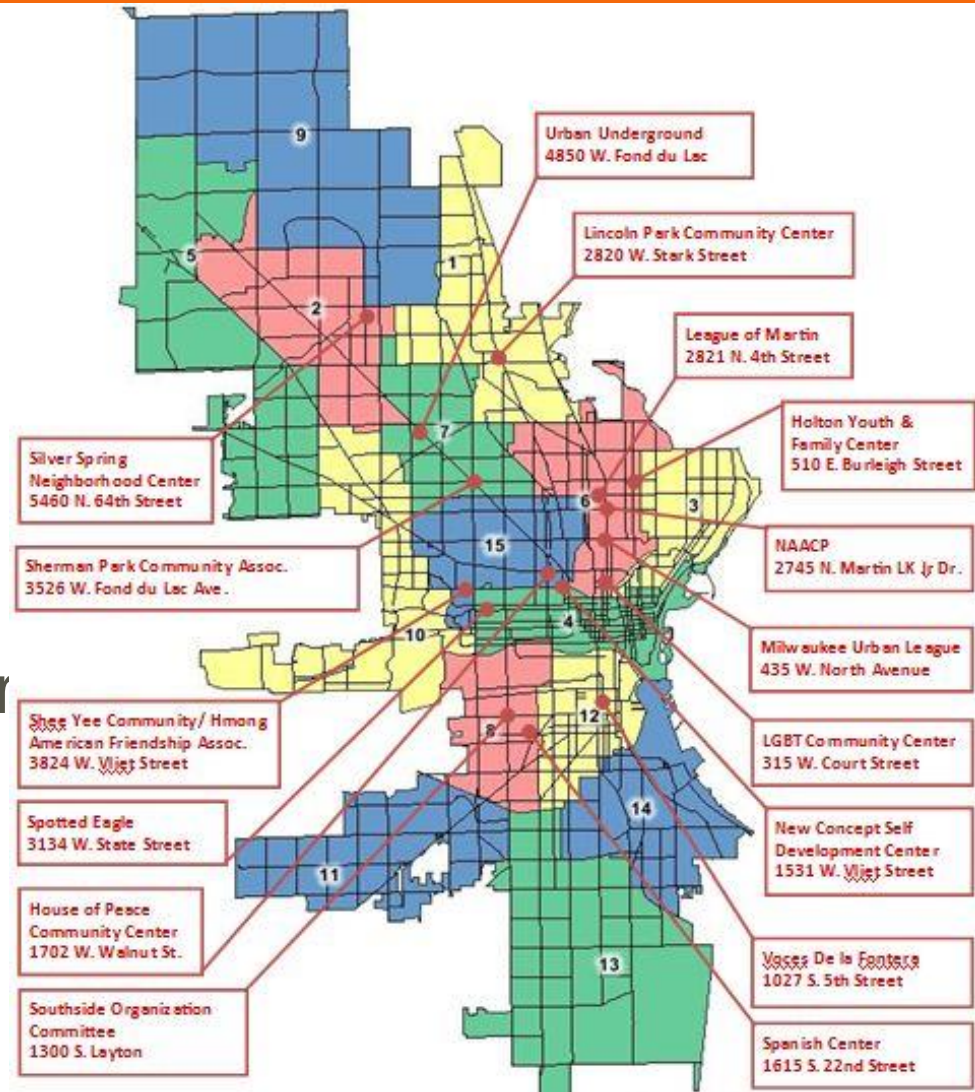 9
Urban Underground
4850 W. Fond du Lac
Lincoln Park Community Center
2820 W. Stark Street
5
1
2
League of Martin
2821 N. 4th Street
Holton Youth &
Family Center
510 E. Burleigh Street
7
Silver Spring
Neighborhood Center
5460 N. 64th Street
6
3
NAACP
2745 N. Martin LK Jr Dr.
15
Sherman Park Community Assoc.
3526 W. Fond du Lac Ave.
4
10
Milwaukee Urban League
435 W. North Avenue
r
Shee Yee Community/ Hmong
American Friendship Assoc.
3824 W. Vliet Street
8
12
LGBT Community Center
315 W. Court Street
Spotted Eagle
3134 W. State Street
14
New Concept Self
Development Center
1531 W. Vliet Street
11
House of Peace
Community Center
1702 W. Walnut St.
13
Voces De la Fontera
1027 S. 5th Street
Southside Organization
Committee
1300 S. Layton
Spanish Center
1615 S. 22nd Street